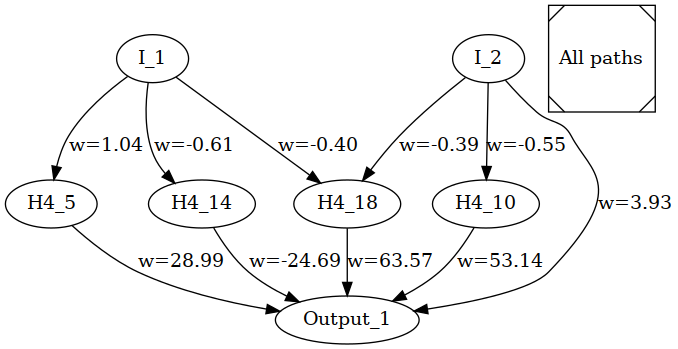 I_1
I_2
All paths
w=1.04
w=-0.61
w=-0.40
w=-0.39
w=-0.55
H4_5
H4_14
H4_18
H4_10
w=3.93
w=28.99
w=-24.69
w=63.57
w=53.14
Output_1